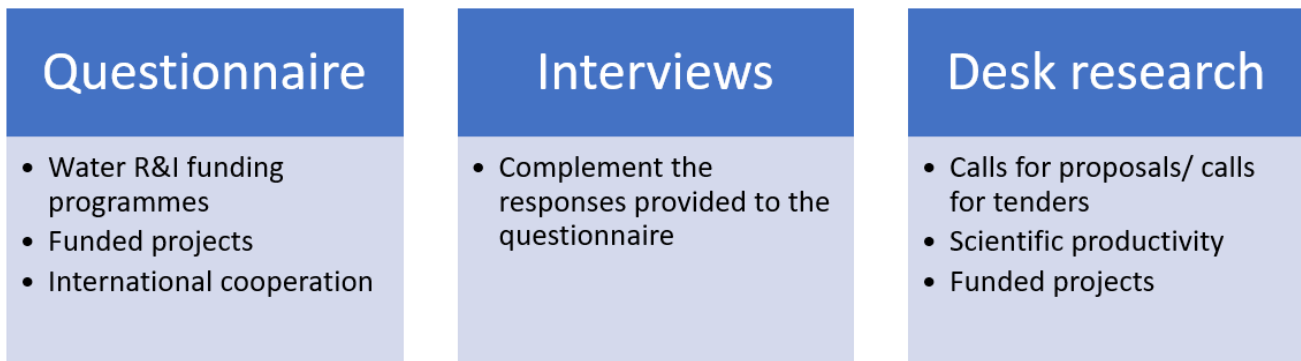 Questionnaire
• Water R&I funding
programmes
• Funded projects
• International cooperation
Interviews
• Complement the
responses provided to the
questionnaire
Desk research
• Calls for proposals/ calls
for tenders
• Scientific productivity
• Funded projects